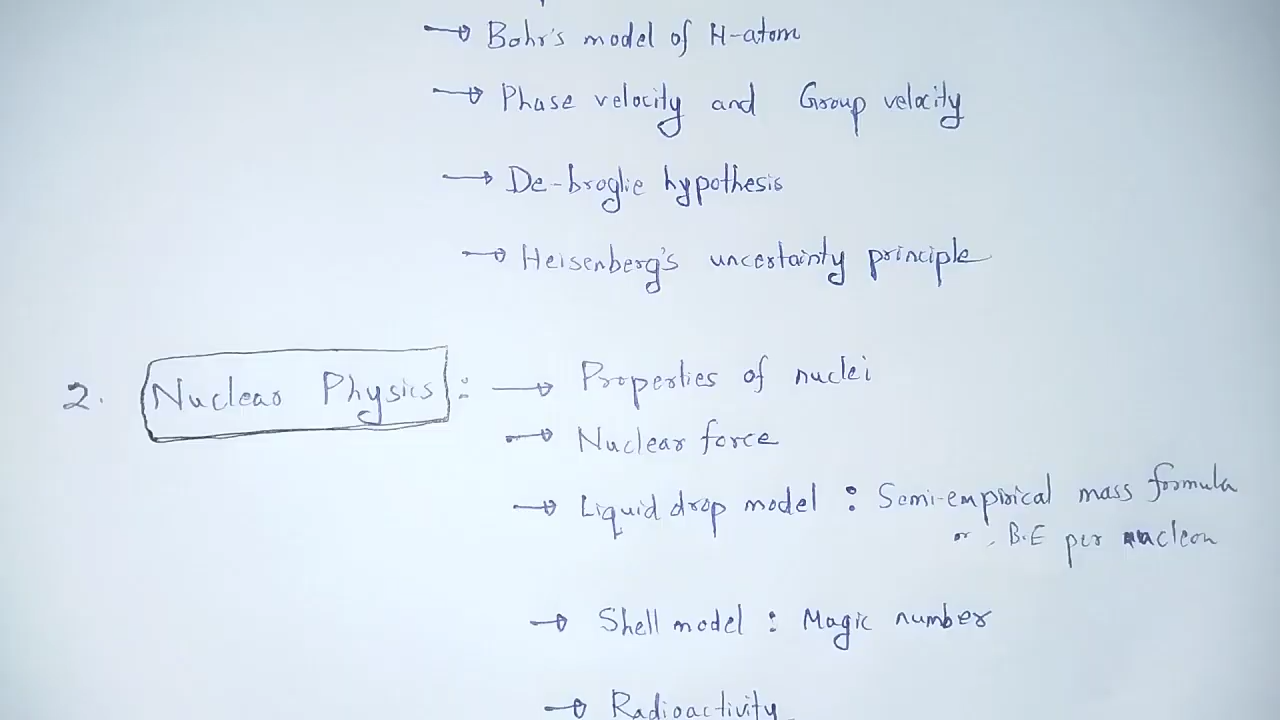 → Bohr's model of H-atom
→ Phase velocity and Group velocity
→ De-broglie hypothesis
→ Heisenberg's uncertainty principle
2. Nuclear Physics : → Properties of nuclei
→ Nuclear force
→ Liquid drop model : Semi-empirical mass formula
or, B.E per nucleon
→ Shell model : Magic number
→ Radioactivity